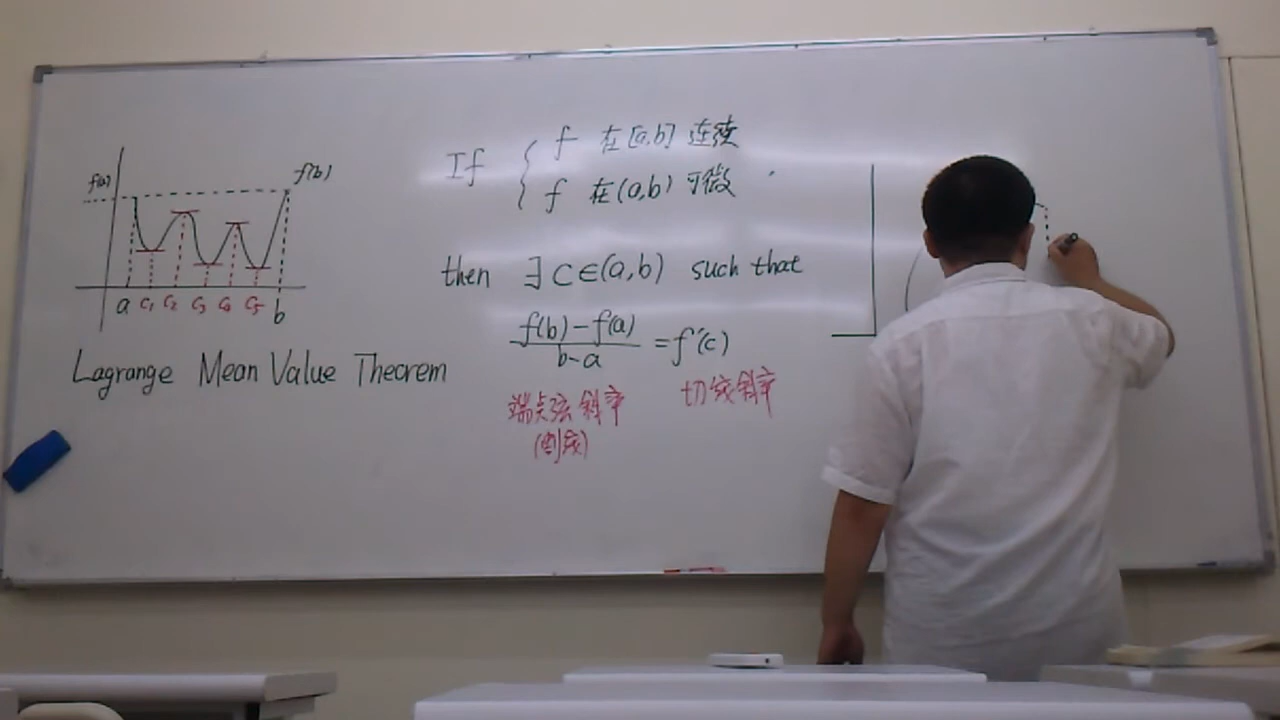 f(a) f(b)
a c₁ c₂ c₃ c₄ c₅ b
Lagrange Mean Value Theorem
If { f 在[a,b] 连续
f 在(a,b) 可微
then ∃ c∈(a,b) such that
f(b)-f(a)
b-a
=f'(c)
端点弦斜率 切线斜率
(割线)